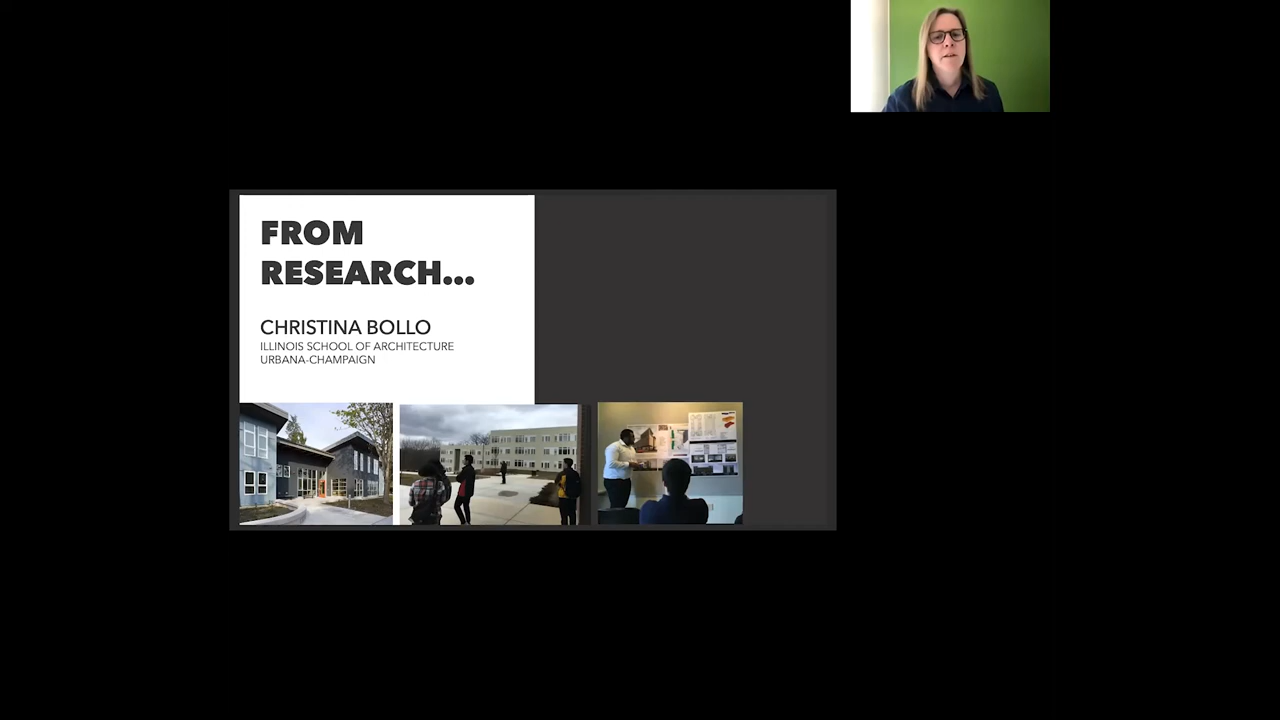 FROM
RESEARCH...
CHRISTINA BOLLO
ILLINOIS SCHOOL OF ARCHITECTURE
URBANA-CHAMPAIGN